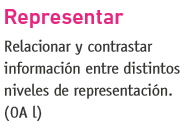 Representar
Relacionar y contrastar
información entre distintos
niveles de representación.
(OA l)